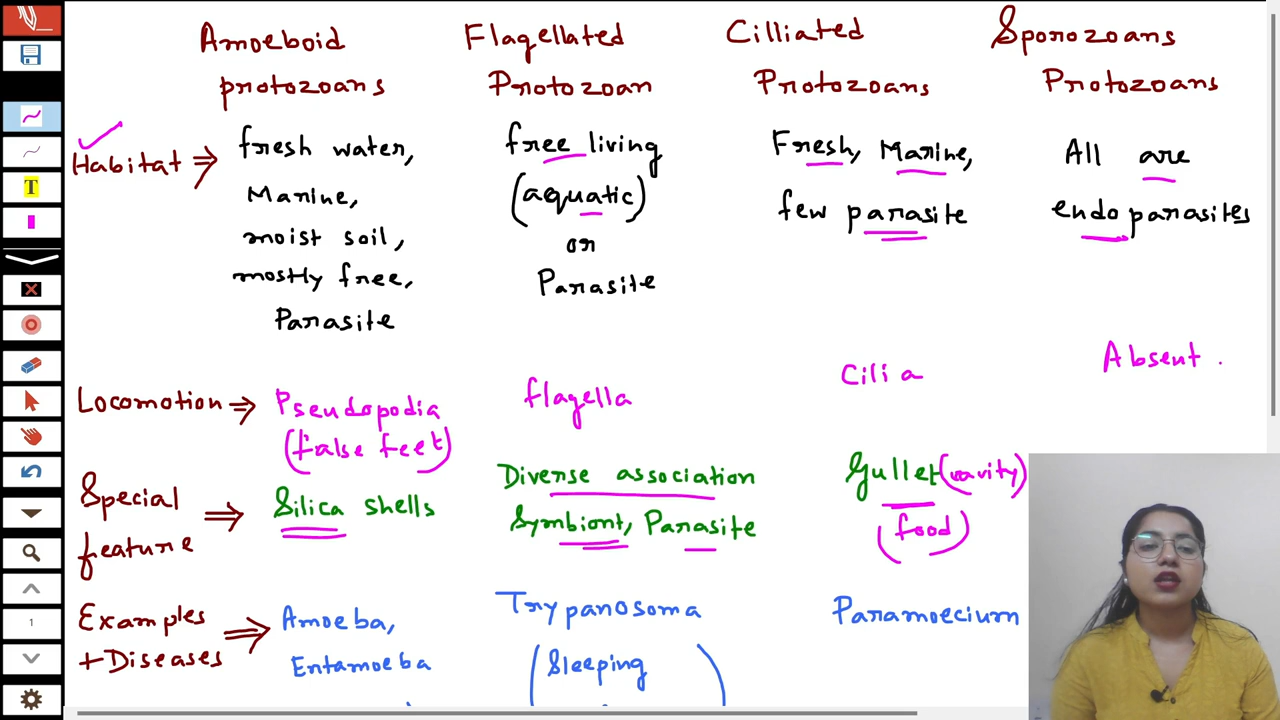 Amoeboid protozoans
Flagellated Protozoan
Cilliated Protozoans
Sporozoans Protozoans
Habitat ⇒
fresh water,
Marine,
moist soil,
mostly free,
Parasite
free living
(aquatic)
or
Parasite
Fresh, Marine,
few parasite
All are
endoparasites
Locomotion ⇒
Pseudopodia
(false feet)
flagella
Cilia
Absent.
Special
feature ⇒
Silica shells
Diverse association
Symbiont, Parasite
Gullet (cavity)
(food)
Examples
+Diseases ⇒
Amoeba,
Entamoeba
Trypanosoma
(Sleeping
Paramoecium
T
1